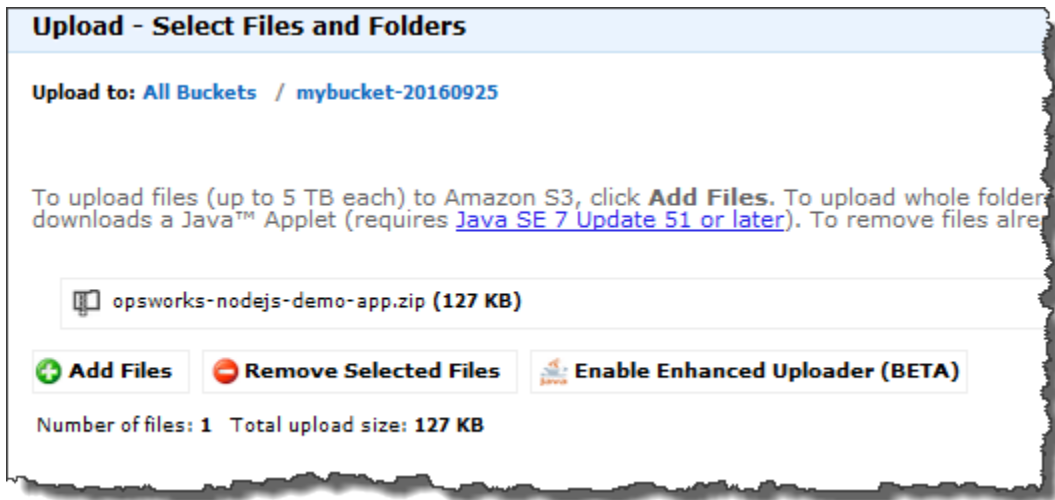 Upload - Select Files and Folders
Upload to: All Buckets / mybucket-20160925
To upload files (up to 5 TB each) to Amazon S3, click Add Files. To upload whole folder
downloads a Java™ Applet (requires Java SE 7 Update 51 or later). To remove files alre
opsworks-nodejs-demo-app.zip (127 KB)
Add Files Remove Selected Files Java Enable Enhanced Uploader (BETA)
Number of files: 1 Total upload size: 127 KB